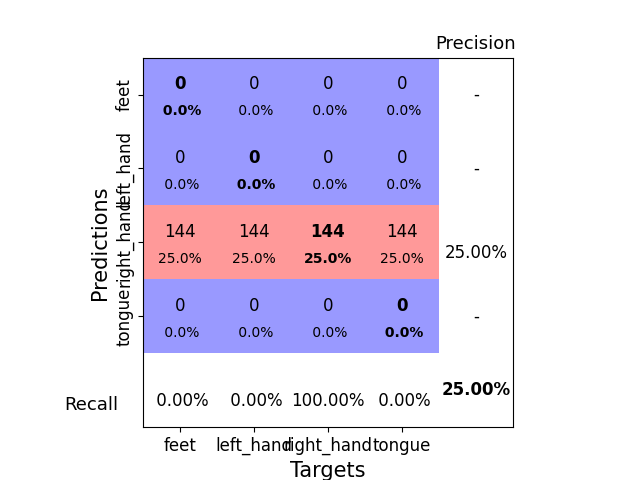 Precision
feet
0 0 0 0 -
0.0% 0.0% 0.0% 0.0%
left_hand
0 0 0 0 -
0.0% 0.0% 0.0% 0.0%
right_hand
144 144 144 144 25.00%
25.0% 25.0% 25.0% 25.0%
tongue
0 0 0 0 -
0.0% 0.0% 0.0% 0.0%
Predictions
Recall 0.00% 0.00% 100.00% 0.00% 25.00%
feet left_hand right_hand tongue
Targets